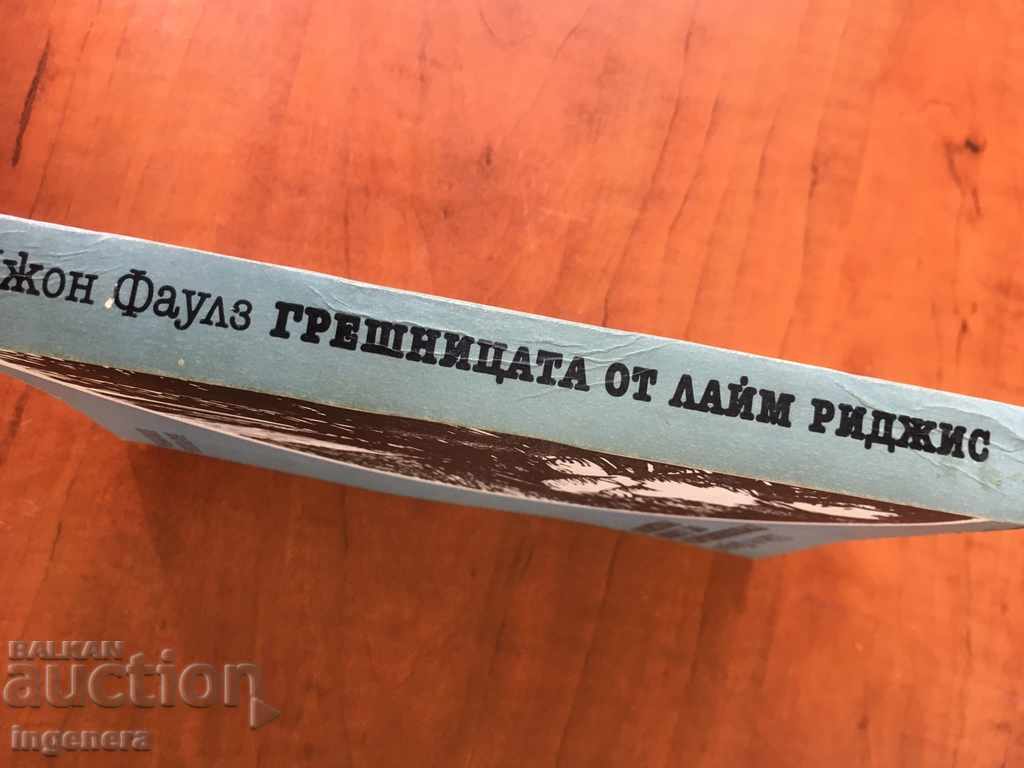 жон Фаулз ГРЕШНИЦАТА ОТ ЛАЙМ РИДЖИС
BALKAN
auction
ingenera